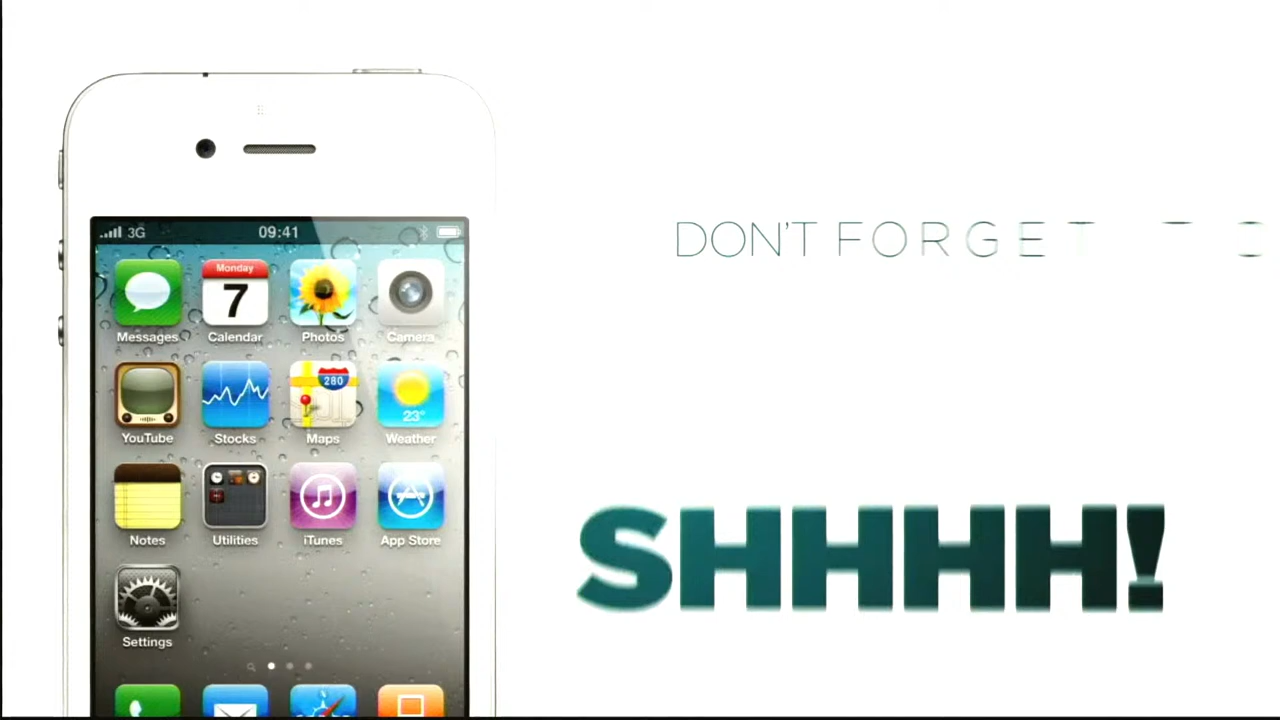 3G 09:41
Monday
7
Messages Calendar Photos Camera
280
23°
YouTube Stocks Maps Weather
Notes Utilities iTunes App Store
Settings
DON'T FORGET
SHHHH!